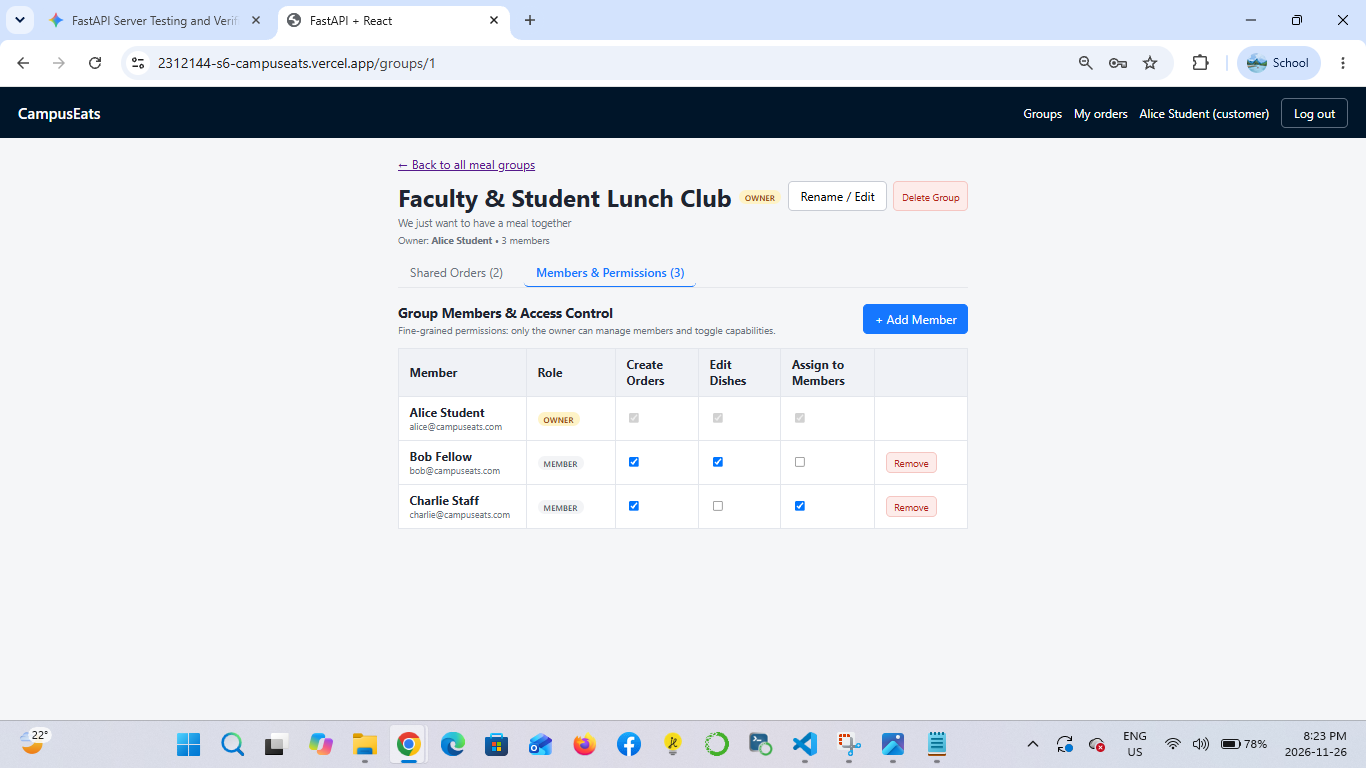 FastAPI Server Testing and Verif
FastAPI + React
2312144-s6-campuseats.vercel.app/groups/1
School
CampusEats
Groups
My orders
Alice Student (customer)
Log out
← Back to all meal groups
Faculty & Student Lunch Club
OWNER
Rename / Edit
Delete Group
We just want to have a meal together
Owner: Alice Student • 3 members
Shared Orders (2)
Members & Permissions (3)
Group Members & Access Control
Fine-grained permissions: only the owner can manage members and toggle capabilities.
+ Add Member
Member
Role
Create
Orders
Edit
Dishes
Assign to
Members
Alice Student
alice@campuseats.com
OWNER
Bob Fellow
bob@campuseats.com
MEMBER
Remove
Charlie Staff
charlie@campuseats.com
MEMBER
Remove
22°
ENG
US
78%
8:23 PM
2026-11-26